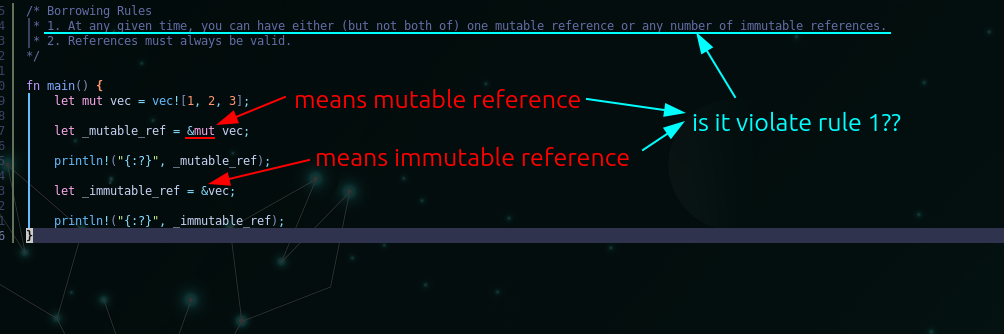 5 /* Borrowing Rules
4 * 1. At any given time, you can have either (but not both of) one mutable reference or any number of immutable references.
3 * 2. References must always be valid.
2 */
1
0 fn main() {
9 let mut vec = vec![1, 2, 3];
means mutable reference
8
is it violate rule 1??
7 let _mutable_ref = &mut vec;
6
5 println!("{:?}", _mutable_ref);
means immutable reference
4
3 let _immutable_ref = &vec;
2
1 println!("{:?}", _immutable_ref);
6 }